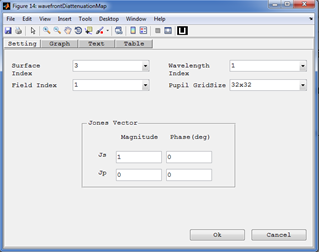 Figure 14: wavefrontDiattenuationMap
File Edit View Insert Tools Desktop Window Help
Setting Graph Text Table
Surface Index 3 Wavelength Index 1
Field Index 1 Pupil GridSize 32x32
Jones Vector
Magnitude Phase(deg)
Js 1 0
Jp 0 0
Ok Cancel